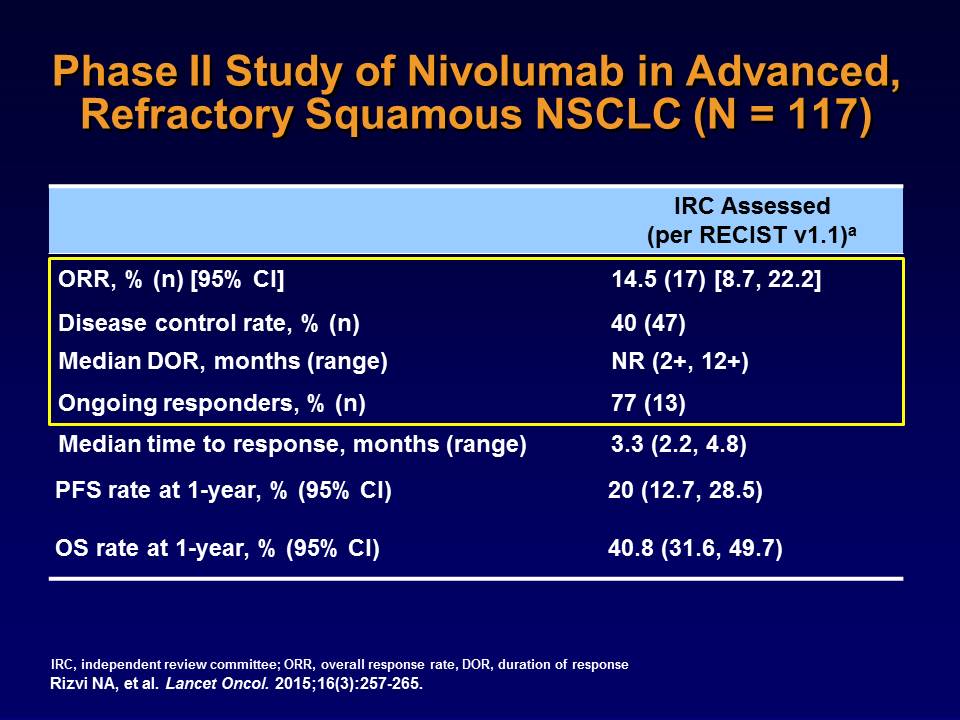 Phase II Study of Nivolumab in Advanced,
Refractory Squamous NSCLC (N = 117)
IRC Assessed
(per RECIST v1.1)ᵃ
ORR, % (n) [95% CI] 14.5 (17) [8.7, 22.2]
Disease control rate, % (n) 40 (47)
Median DOR, months (range) NR (2+, 12+)
Ongoing responders, % (n) 77 (13)
Median time to response, months (range) 3.3 (2.2, 4.8)
PFS rate at 1-year, % (95% CI) 20 (12.7, 28.5)
OS rate at 1-year, % (95% CI) 40.8 (31.6, 49.7)
IRC, independent review committee; ORR, overall response rate, DOR, duration of response
Rizvi NA, et al. Lancet Oncol. 2015;16(3):257-265.